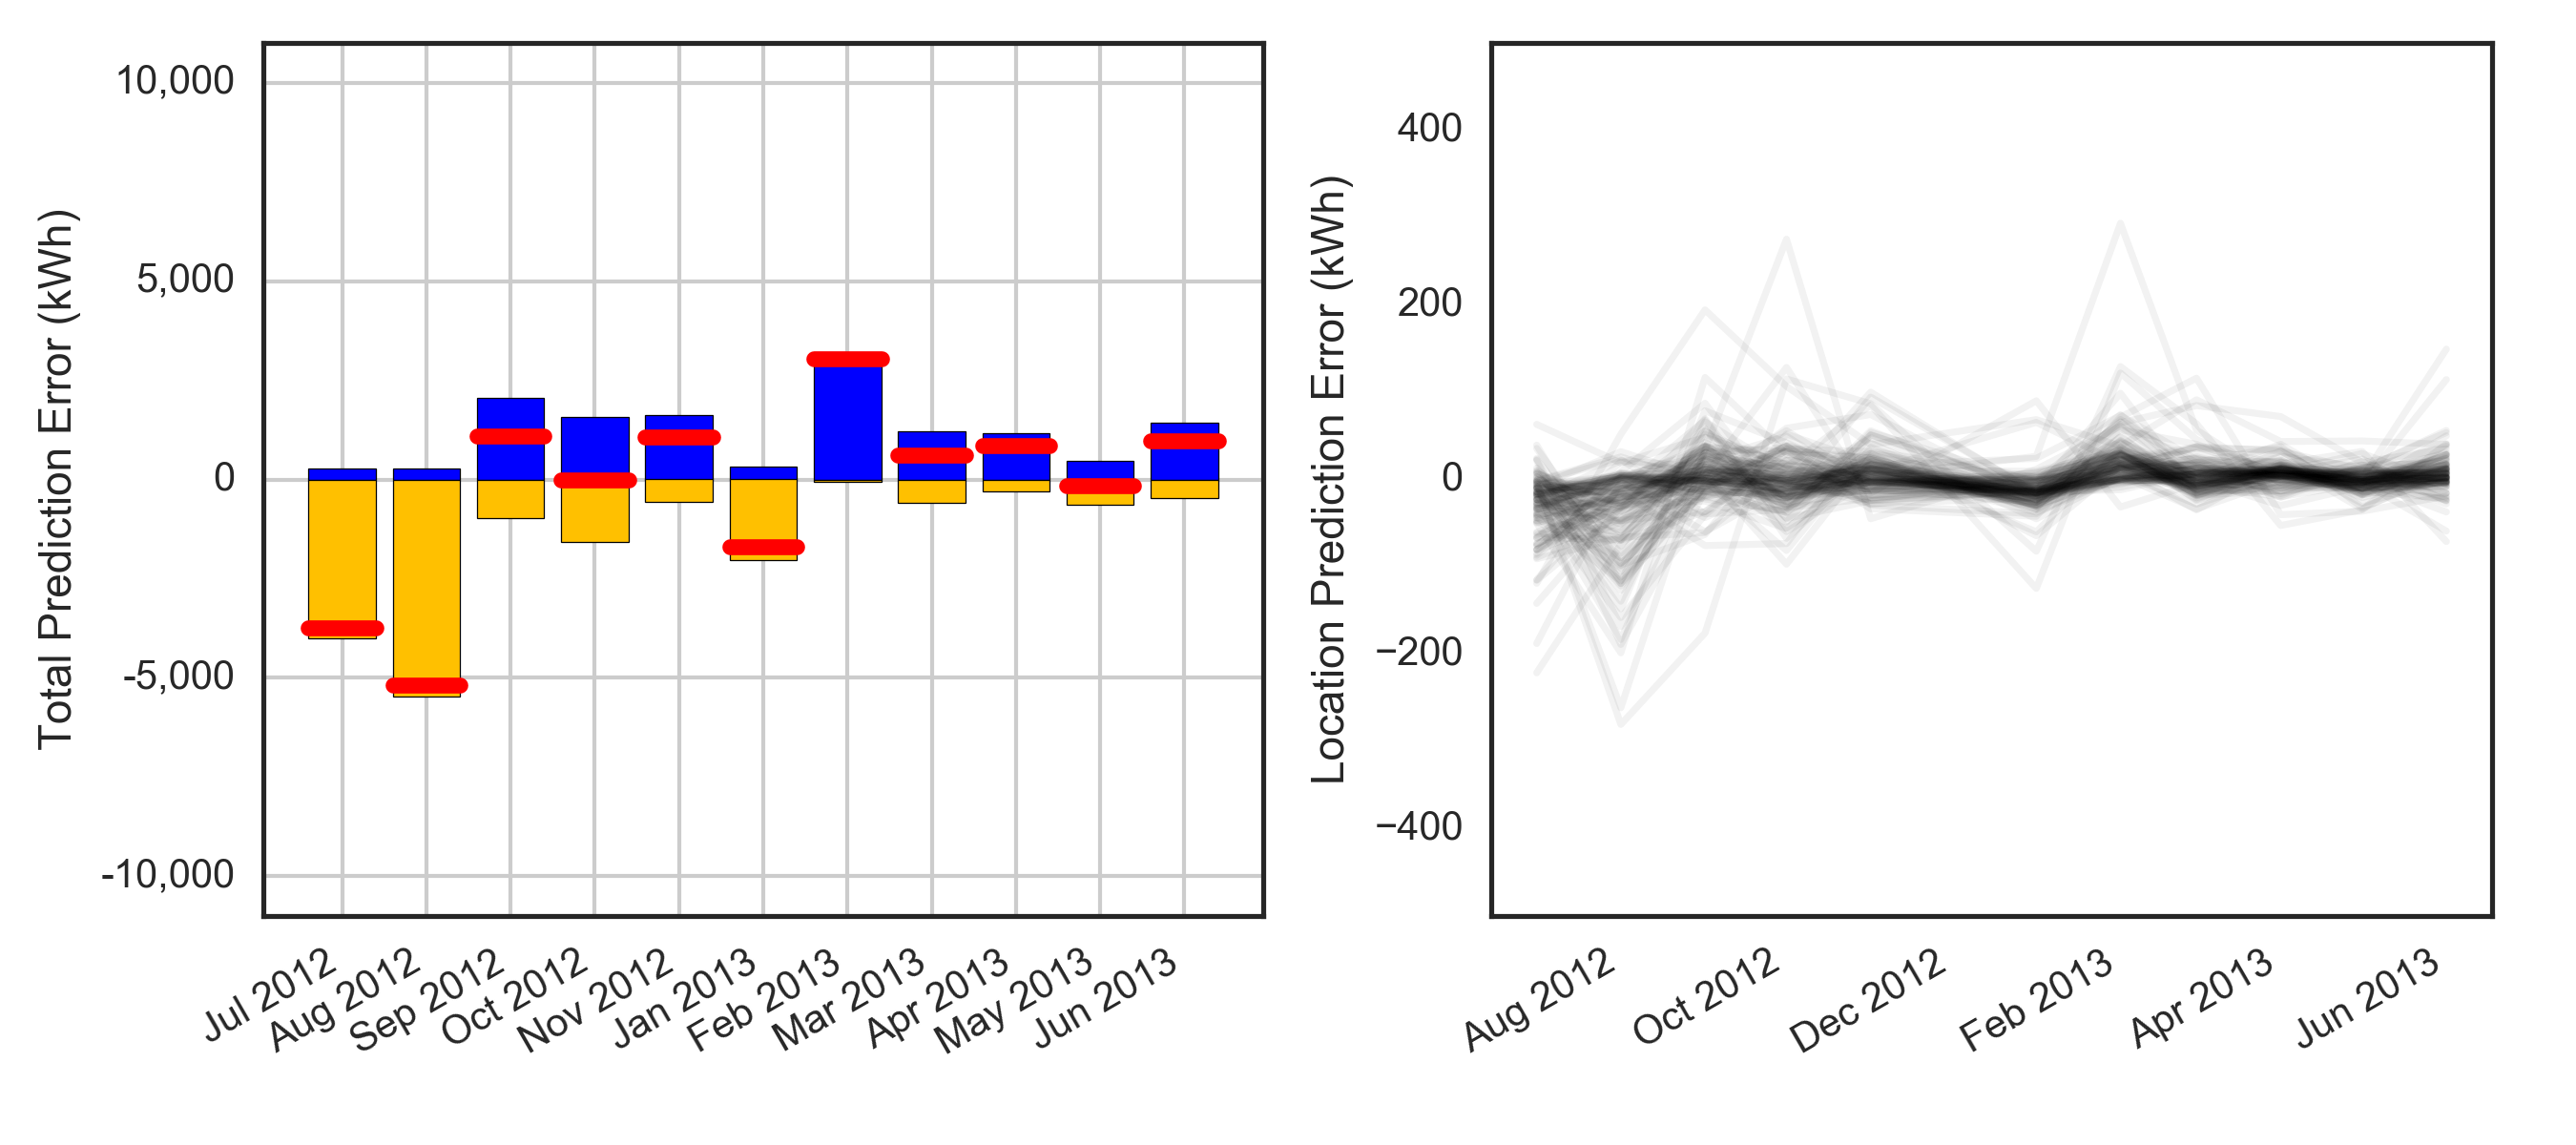 Total Prediction Error (kWh)
10,000
5,000
0
-5,000
-10,000
Jul 2012
Aug 2012
Sep 2012
Oct 2012
Nov 2012
Jan 2013
Feb 2013
Mar 2013
Apr 2013
May 2013
Jun 2013
Location Prediction Error (kWh)
400
200
0
−200
−400
Aug 2012
Oct 2012
Dec 2012
Feb 2013
Apr 2013
Jun 2013